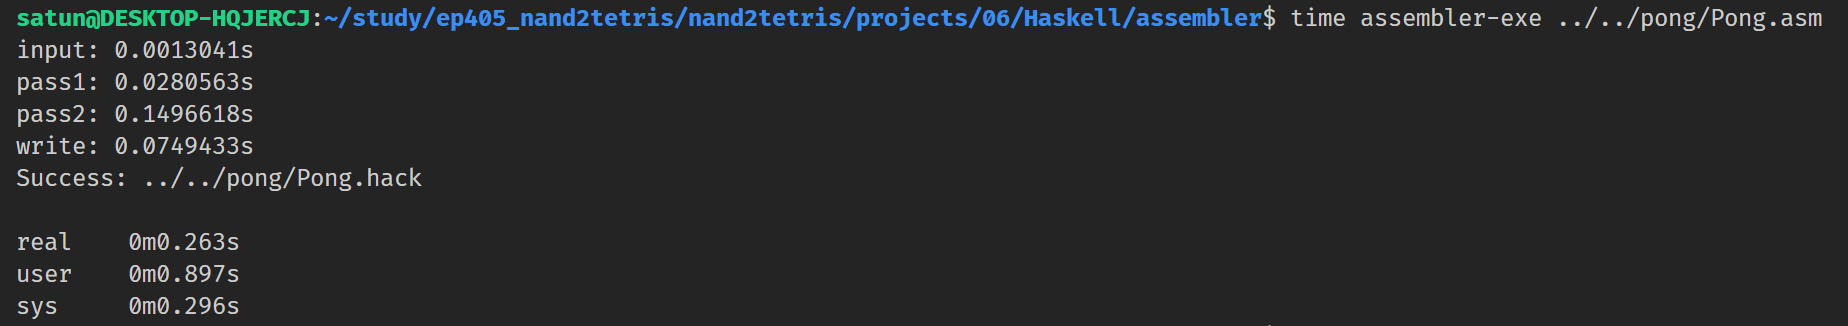 satun@DESKTOP-HQJERCJ:~/study/ep405_nand2tetris/nand2tetris/projects/06/Haskell/assembler$ time assembler-exe ../../pong/Pong.asm
input: 0.0013041s
pass1: 0.0280563s
pass2: 0.1496618s
write: 0.0749433s
Success: ../../pong/Pong.hack
real 0m0.263s
user 0m0.897s
sys 0m0.296s